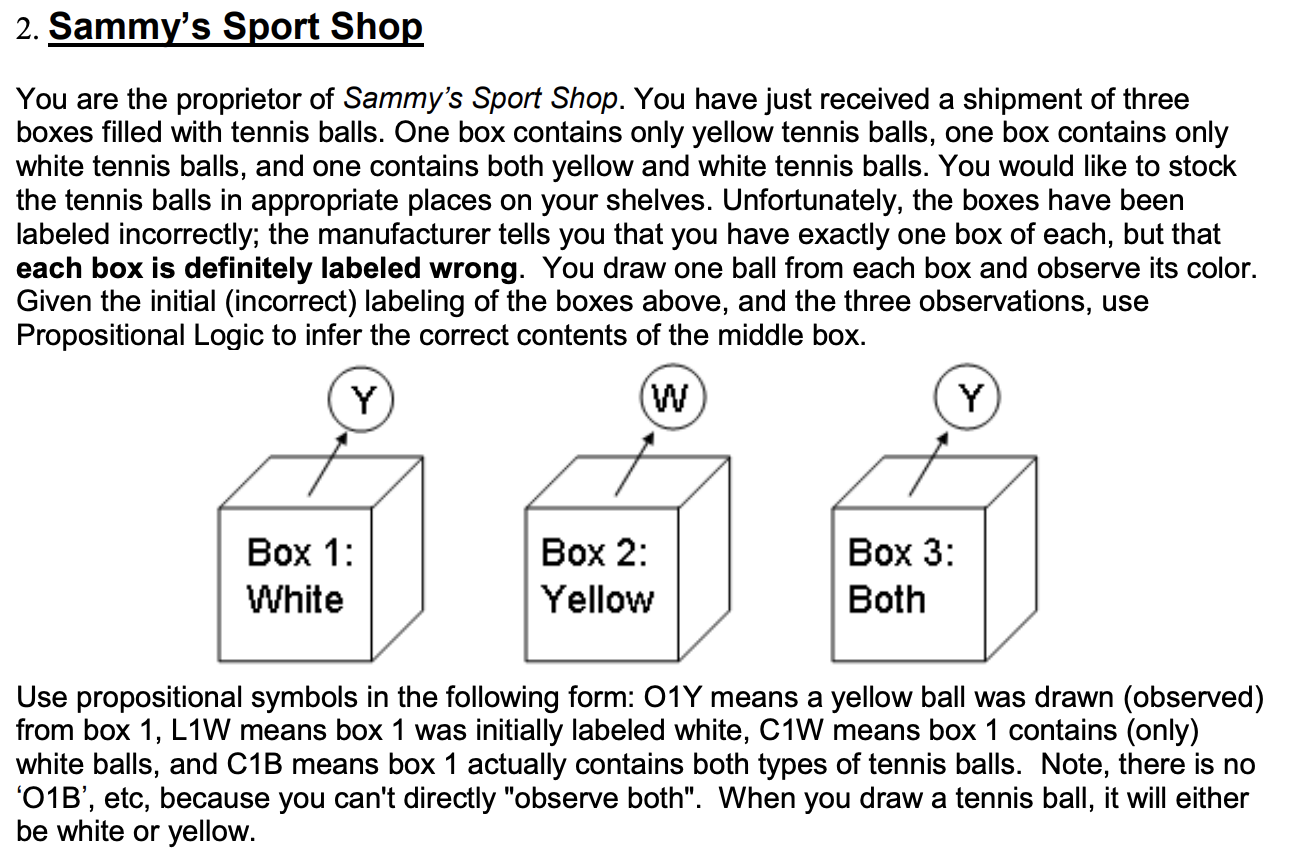 2. Sammy’s Sport Shop
You are the proprietor of Sammy’s Sport Shop. You have just received a shipment of three
boxes filled with tennis balls. One box contains only yellow tennis balls, one box contains only
white tennis balls, and one contains both yellow and white tennis balls. You would like to stock
the tennis balls in appropriate places on your shelves. Unfortunately, the boxes have been
labeled incorrectly; the manufacturer tells you that you have exactly one box of each, but that
each box is definitely labeled wrong. You draw one ball from each box and observe its color.
Given the initial (incorrect) labeling of the boxes above, and the three observations, use
Propositional Logic to infer the correct contents of the middle box.
Y
W
Y
Box 1:
White
Box 2:
Yellow
Box 3:
Both
Use propositional symbols in the following form: O1Y means a yellow ball was drawn (observed)
from box 1, L1W means box 1 was initially labeled white, C1W means box 1 contains (only)
white balls, and C1B means box 1 actually contains both types of tennis balls. Note, there is no
‘O1B’, etc, because you can't directly "observe both". When you draw a tennis ball, it will either
be white or yellow.